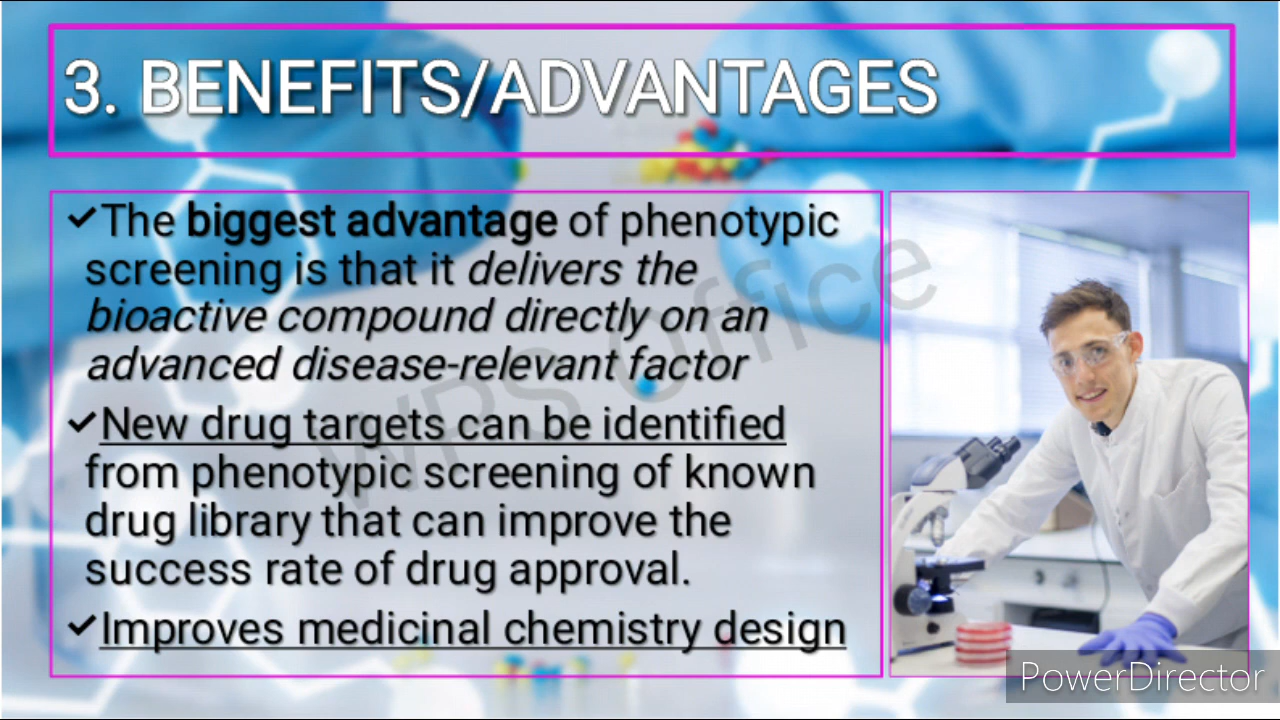 3. BENEFITS/ADVANTAGES
✓The biggest advantage of phenotypic
screening is that it delivers the
bioactive compound directly on an
advanced disease-relevant factor
✓New drug targets can be identified
from phenotypic screening of known
drug library that can improve the
success rate of drug approval.
✓Improves medicinal chemistry design
WPS Office
PowerDirector